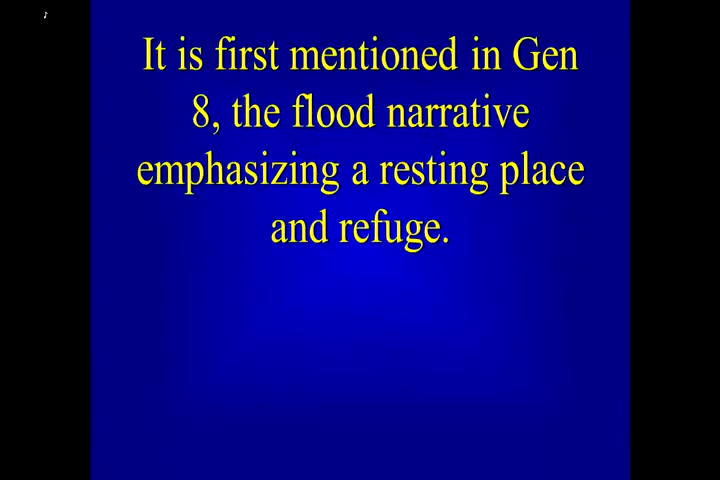 It is first mentioned in Gen
8, the flood narrative
emphasizing a resting place
and refuge.